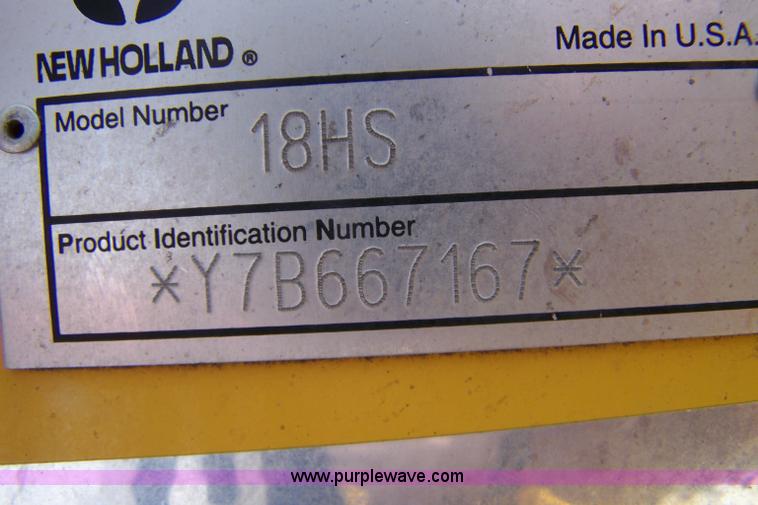 NEW HOLLAND ®
Made In U.S.A.
Model Number 18HS
Product Identification Number
*Y7B667167*
www.purplewave.com